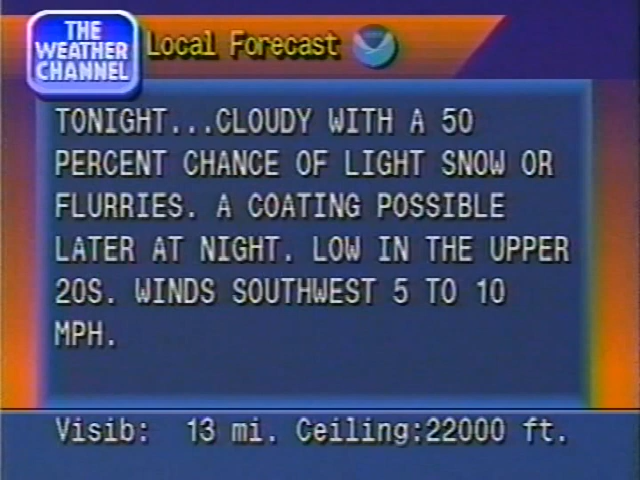 THE
WEATHER
CHANNEL
Local Forecast
TONIGHT...CLOUDY WITH A 50
PERCENT CHANCE OF LIGHT SNOW OR
FLURRIES. A COATING POSSIBLE
LATER AT NIGHT. LOW IN THE UPPER
20S. WINDS SOUTHWEST 5 TO 10
MPH.
Visib: 13 mi. Ceiling:22000 ft.